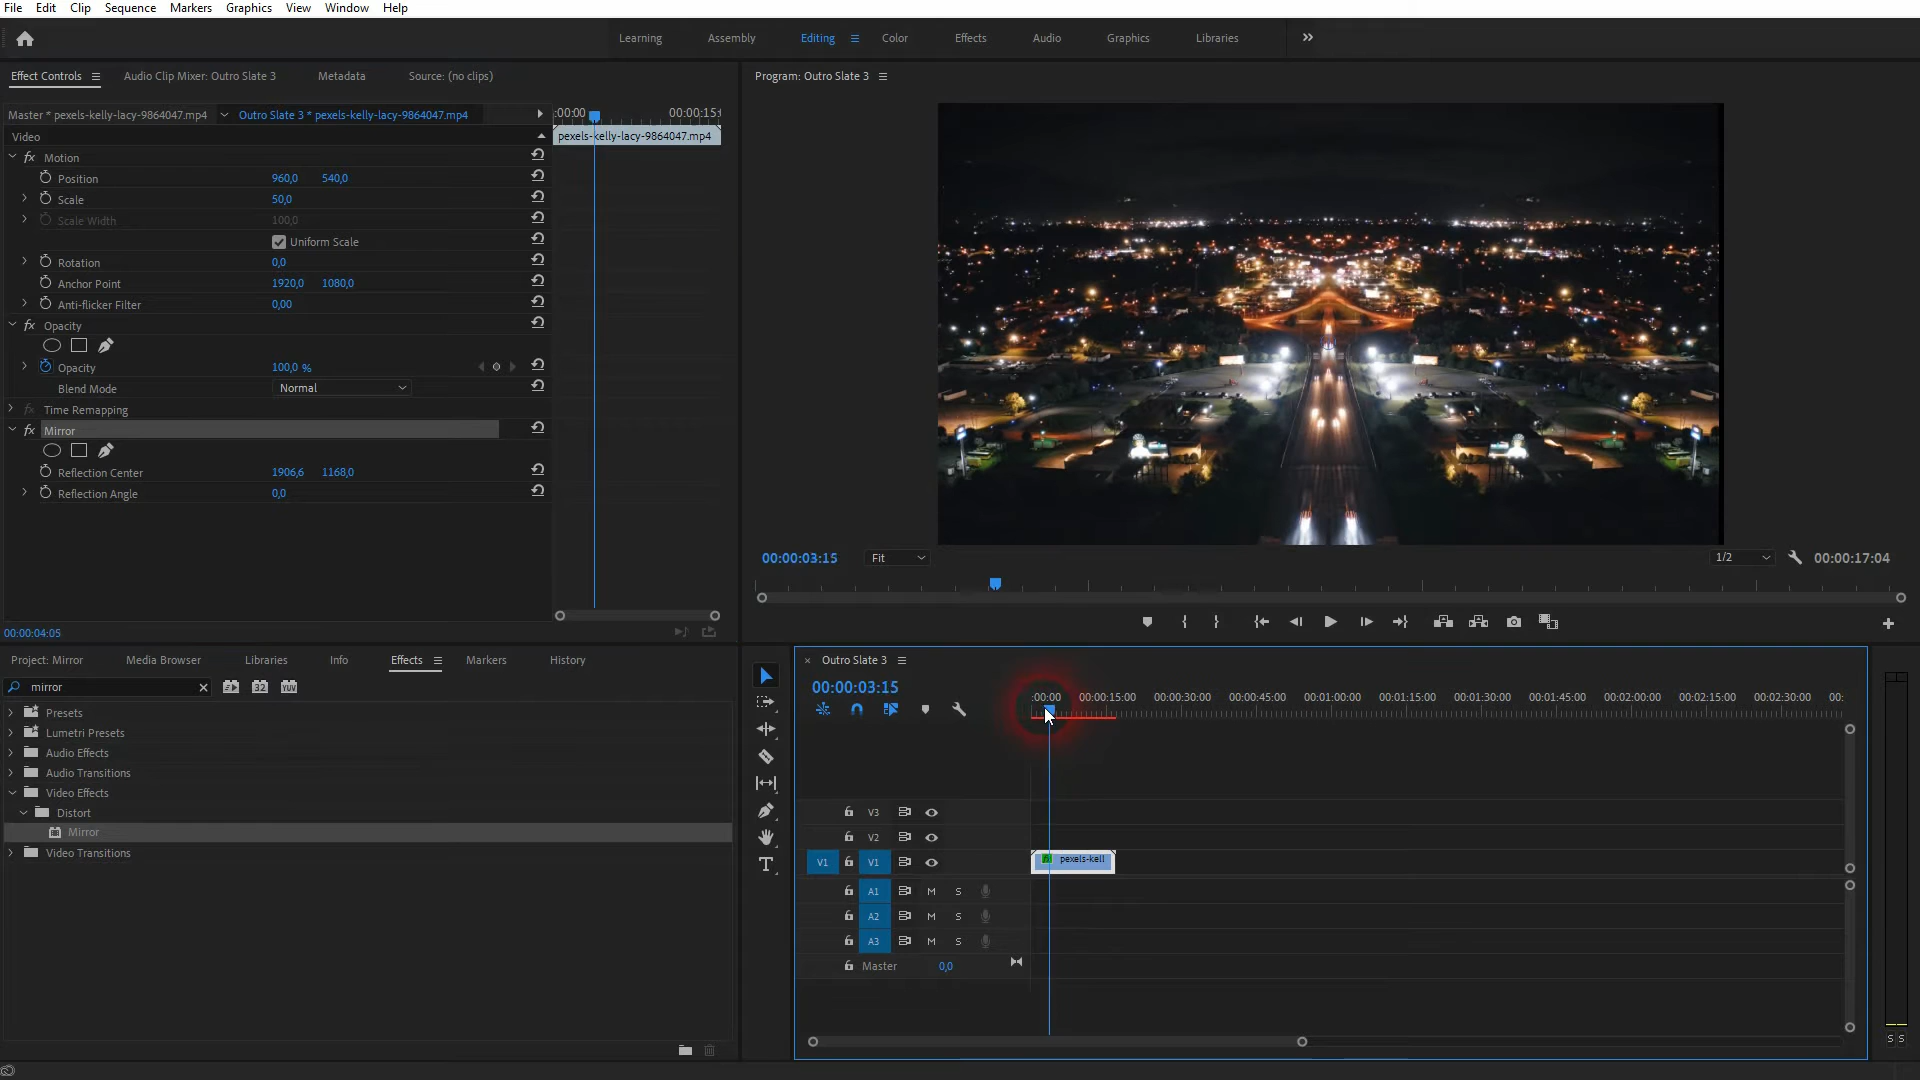 File Edit Clip Sequence Markers Graphics View Window Help
Learning Assembly Editing Color Effects Audio Graphics Libraries
Effect Controls Audio Clip Mixer: Outro Slate 3 Metadata Source: (no clips)
Program: Outro Slate 3
Master * pexels-kelly-lacy-9864047.mp4 Outro Slate 3 * pexels-kelly-lacy-9864047.mp4 :00:00 00:00:15:
Video pexels-kelly-lacy-9864047.mp4
fx Motion
Position 960,0 540,0
Scale 50,0
Scale Width 100,0
Uniform Scale
Rotation 0,0
Anchor Point 1920,0 1080,0
Anti-flicker Filter 0,00
fx Opacity
Opacity 100,0 %
Blend Mode Normal
fx Time Remapping
fx Mirror
Reflection Center 1906,6 1168,0
Reflection Angle 0,0
00:00:04:05
00:00:03:15 Fit 1/2 00:00:17:04
Project: Mirror Media Browser Libraries Info Effects Markers History
mirror 32 YUV
Presets
Lumetri Presets
Audio Effects
Audio Transitions
Video Effects
Distort
Mirror
Video Transitions
× Outro Slate 3
00:00:03:15
:00:00 00:00:15:00 00:00:30:00 00:00:45:00 00:01:00:00 00:01:15:00 00:01:30:00 00:01:45:00 00:02:00:00 00:02:15:00 00:02:30:00 00:
V3
V2
V1 V1 fx pexels-kell
A1 M S
A2 M S
A3 M S
Master 0,0
S S